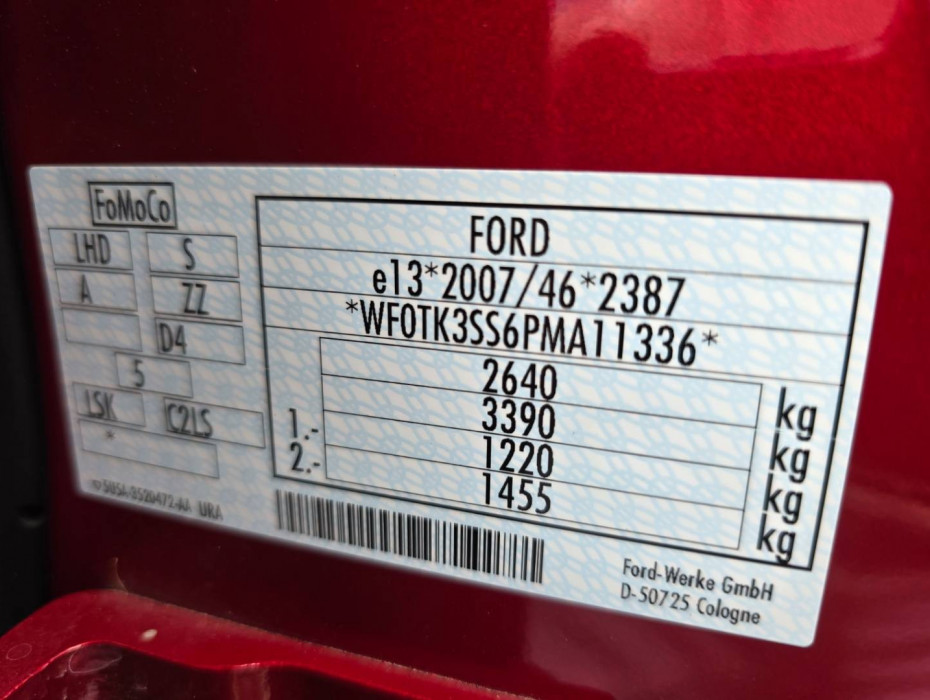 FoMoCo
LHD S
A ZZ
D4
5
LSK C2LS
*
FORD
e13*2007/46*2387
*WF0TK3SS6PMA11336*
2640 kg
3390 kg
1.- 1220 kg
2.- 1455 kg
Ford-Werke GmbH
D-50725 Cologne